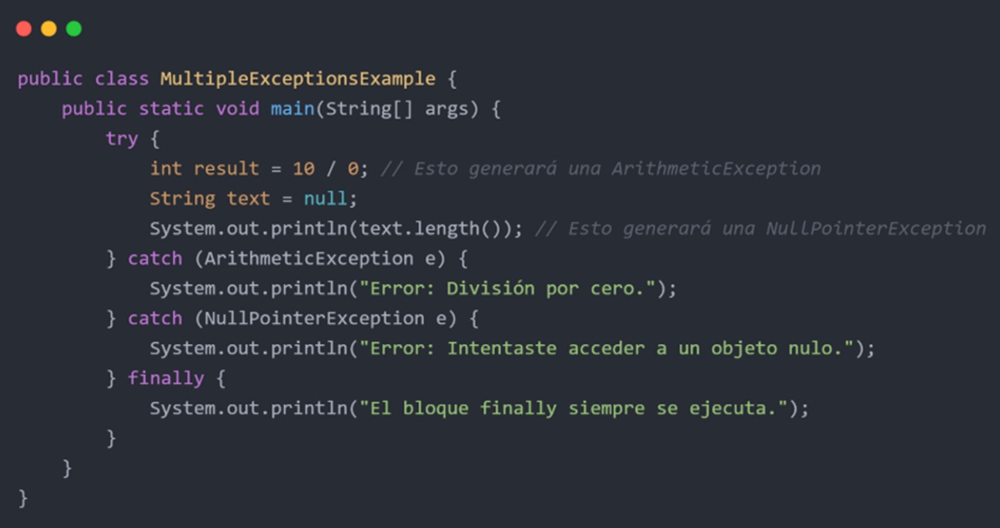 public class MultipleExceptionsExample {
    public static void main(String[] args) {
        try {
            int result = 10 / 0; // Esto generará una ArithmeticException
            String text = null;
            System.out.println(text.length()); // Esto generará una NullPointerException
        } catch (ArithmeticException e) {
            System.out.println("Error: División por cero.");
        } catch (NullPointerException e) {
            System.out.println("Error: Intentaste acceder a un objeto nulo.");
        } finally {
            System.out.println("El bloque finally siempre se ejecuta.");
        }
    }
}